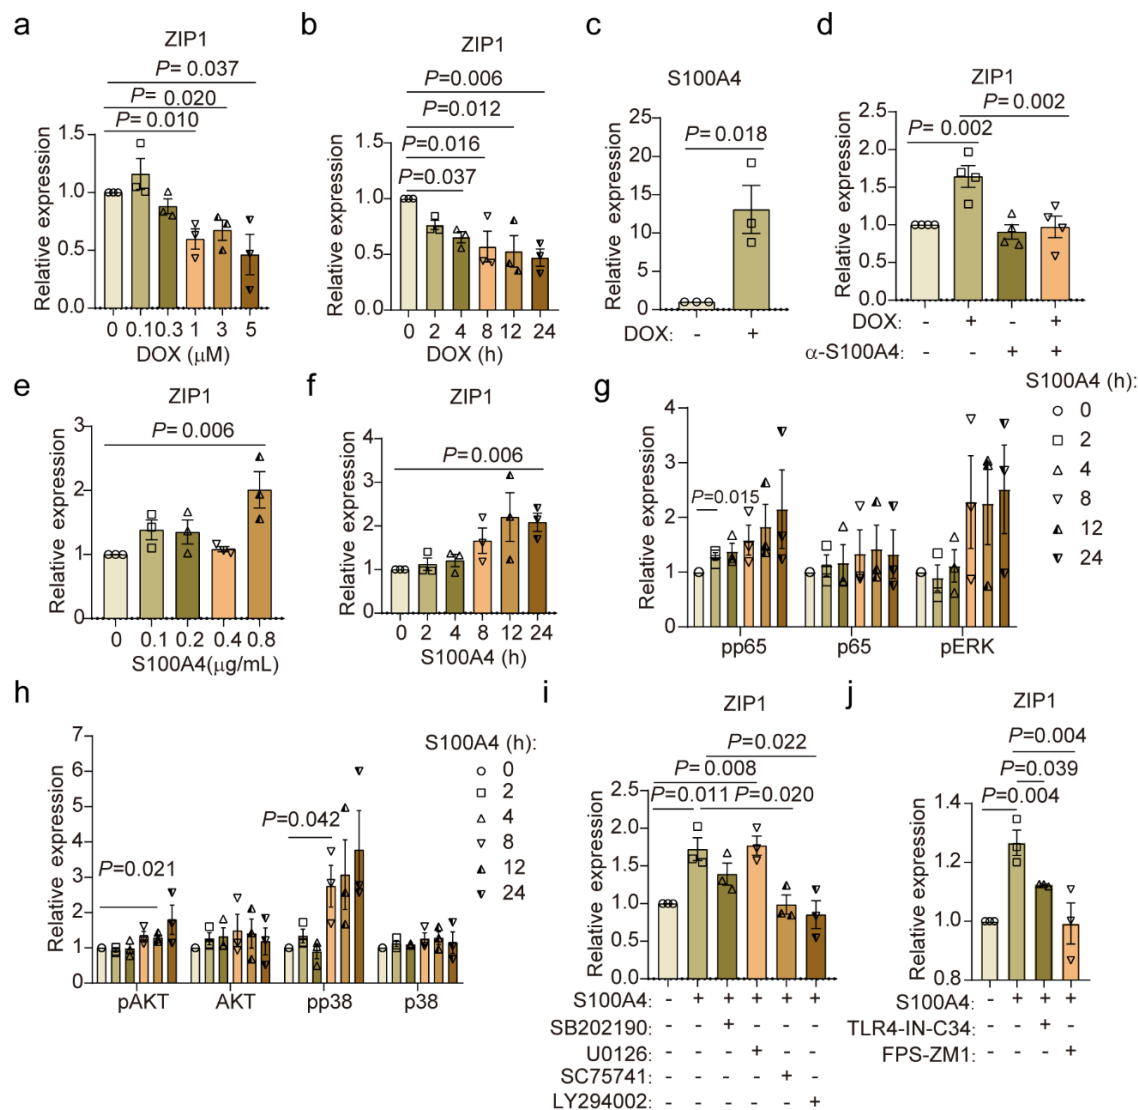 a
ZIP1
P= 0.037
P= 0.020
P= 0.010
Relative expression
1.5
1.0
0.5
0.0
0 0.1 0.3 1 3 5
DOX (μM)
b
ZIP1
P=0.006
P=0.012
P=0.016
P=0.037
Relative expression
1.5
1.0
0.5
0.0
0 2 4 8 12 24
DOX (h)
c
S100A4
P=0.018
Relative expression
25
20
15
10
5
0
DOX: - +
d
ZIP1
P= 0.002
P= 0.002
Relative expression
2.5
2.0
1.5
1.0
0.5
0.0
DOX: - + - +
α-S100A4: - - + +
e
ZIP1
P= 0.006
Relative expression
3
2
1
0
0 0.1 0.2 0.4 0.8
S100A4(μg/mL)
f
ZIP1
P=0.006
Relative expression
4
3
2
1
0
0 2 4 8 12 24
S100A4 (h)
g
P=0.015
Relative expression
4
3
2
1
0
pp65 p65 pERK
S100A4 (h):
0
2
4
8
12
24
h
P=0.021
P=0.042
Relative expression
7
6
5
4
3
2
1
0
pAKT AKT pp38 p38
S100A4 (h):
0
2
4
8
12
24
i
ZIP1
P=0.022
P= 0.008
P=0.011 P=0.020
Relative expression
2.5
2.0
1.5
1.0
0.5
0.0
S100A4: - + + + + +
SB202190: - - + - - -
U0126: - - - + - -
SC75741: - - - - + -
LY294002: - - - - - +
j
ZIP1
P=0.004
P=0.039
P=0.004
Relative expression
1.4
1.2
1.0
0.8
S100A4: - + + +
TLR4-IN-C34: - - + -
FPS-ZM1: - - - +